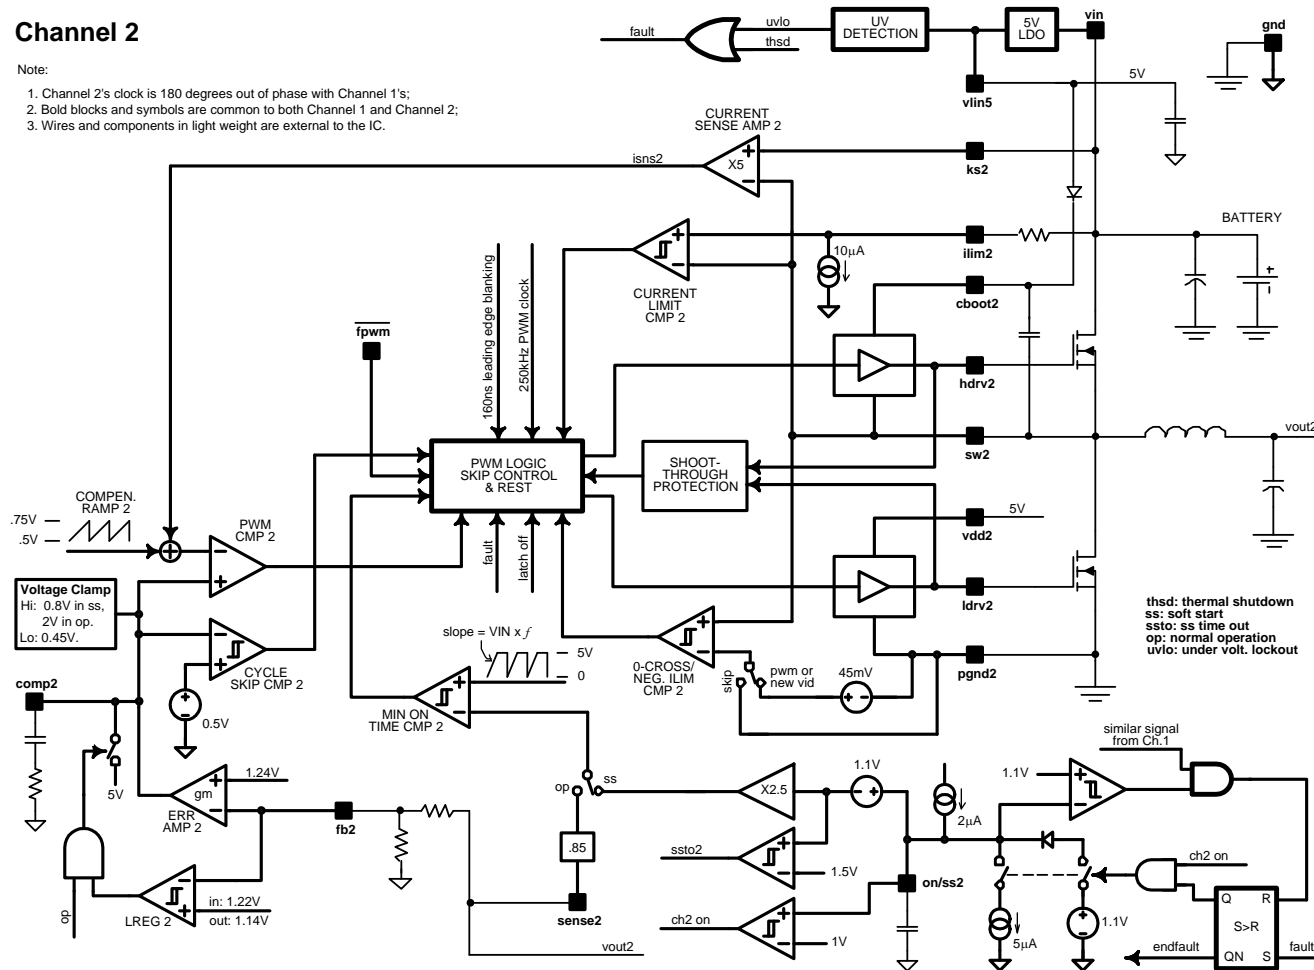 Channel 2
Note:
1. Channel 2's clock is 180 degrees out of phase with Channel 1's;
2. Bold blocks and symbols are common to both Channel 1 and Channel 2;
3. Wires and components in light weight are external to the IC.
fault
uvlo
thsd
UV
DETECTION
5V
LDO
vin
gnd
vlin5
5V
CURRENT
SENSE AMP 2
isns2
X5
+
−
ks2
BATTERY
ilim2
10µA
+
−
CURRENT
LIMIT
CMP 2
cboot2
+
−
160ns leading edge blanking
250kHz PWM clock
fpwm
hdrv2
sw2
vout2
PWM LOGIC
SKIP CONTROL
& REST
SHOOT-
THROUGH
PROTECTION
5V
vdd2
ldrv2
pgnd2
COMPEN.
RAMP 2
.75V
.5V
+
PWM
CMP 2
−
+
fault
latch off
Voltage Clamp
Hi: 0.8V in ss,
2V in op.
Lo: 0.45V.
−
+
CYCLE
SKIP CMP 2
+
−
0.5V
comp2
5V
slope = VIN x f
5V
0
+
−
MIN ON
TIME CMP 2
+
−
0-CROSS/
NEG. ILIM
CMP 2
skip
pwm or
new vid
45mV
−
+
thsd: thermal shutdown
ss: soft start
ssto: ss time out
op: normal operation
uvlo: under volt. lockout
gm
+
−
1.24V
ERR
AMP 2
fb2
−
+
LREG 2
in: 1.22V
out: 1.14V
op
op
ss
.85
sense2
vout2
X2.5
1.1V
−
+
ssto2
−
+
1.5V
ch2 on
+
−
1V
on/ss2
2µA
1.1V
+
−
similar signal
from Ch.1
5µA
+
−
1.1V
ch2 on
Q
R
S>R
QN
S
endfault
fault